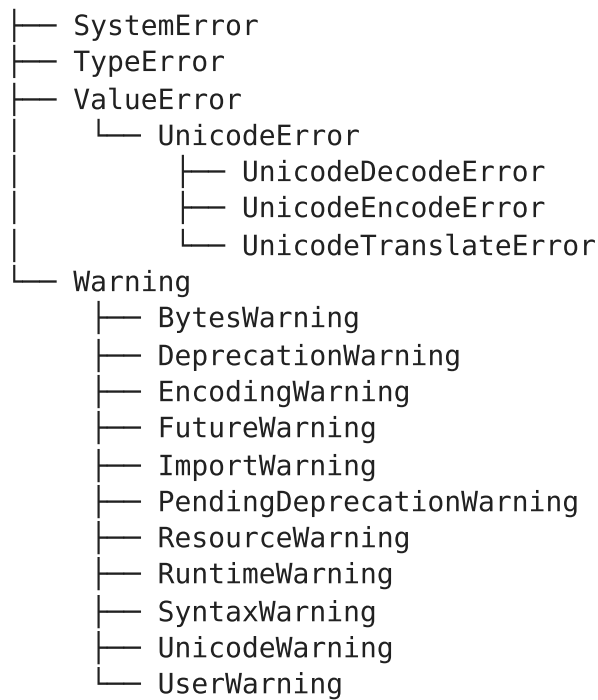 ├── SystemError
├── TypeError
├── ValueError
│    └── UnicodeError
│         ├── UnicodeDecodeError
│         ├── UnicodeEncodeError
│         └── UnicodeTranslateError
└── Warning
     ├── BytesWarning
     ├── DeprecationWarning
     ├── EncodingWarning
     ├── FutureWarning
     ├── ImportWarning
     ├── PendingDeprecationWarning
     ├── ResourceWarning
     ├── RuntimeWarning
     ├── SyntaxWarning
     ├── UnicodeWarning
     └── UserWarning